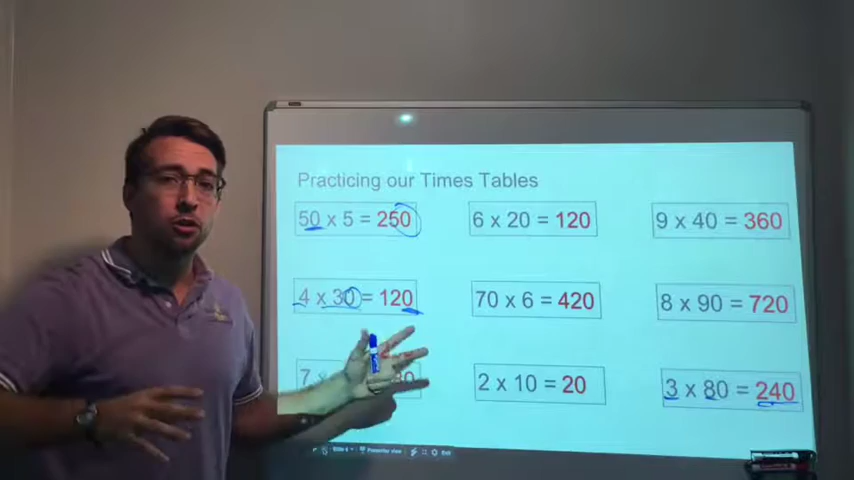 Practicing our Times Tables
50 x 5 = 250
6 x 20 = 120
9 x 40 = 360
4 x 30 = 120
70 x 6 = 420
8 x 90 = 720
7 x
2 x 10 = 20
3 x 80 = 240